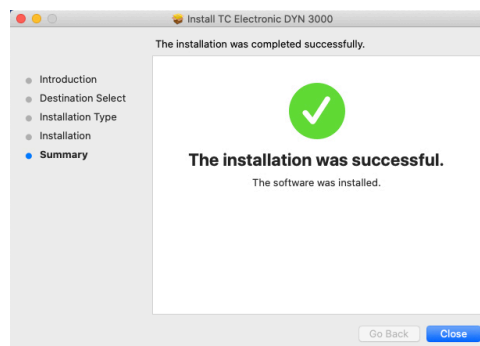 Install TC Electronic DYN 3000
The installation was completed successfully.
Introduction
Destination Select
Installation Type
Installation
Summary
The installation was successful.
The software was installed.
Go Back
Close